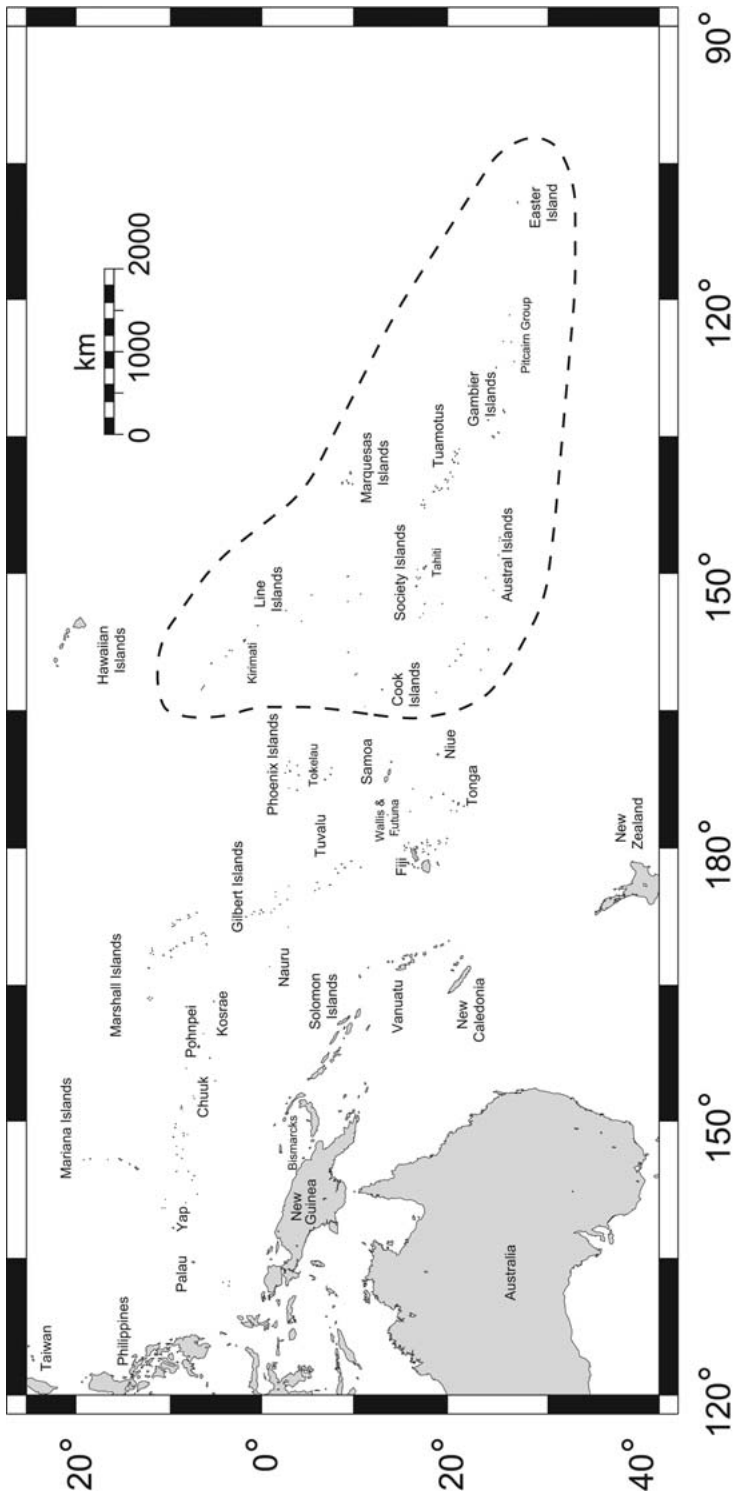 Taiwan
Philippines
Mariana Islands
Palau
Yap
Chuuk
Pohnpei
Kosrae
Marshall Islands
Hawaiian
Islands
km
0
1000
2000
Nauru
Gilbert Islands
Tuvalu
Phoenix Islands
Tokelau
Line
Islands
Kirimati
Bismarcks
New
Guinea
Solomon
Islands
Vanuatu
New
Caledonia
Fiji
Wallis &
Futuna
Samoa
Tonga
Niue
Cook
Islands
Society Islands
Tahiti
Marquesas
Islands
Tuamotus
Austral Islands
Gambier
Islands
Pitcairn Group
Easter
Island
Australia
New
Zealand
20°
0°
20°
40°
120°
150°
180°
150°
120°
90°